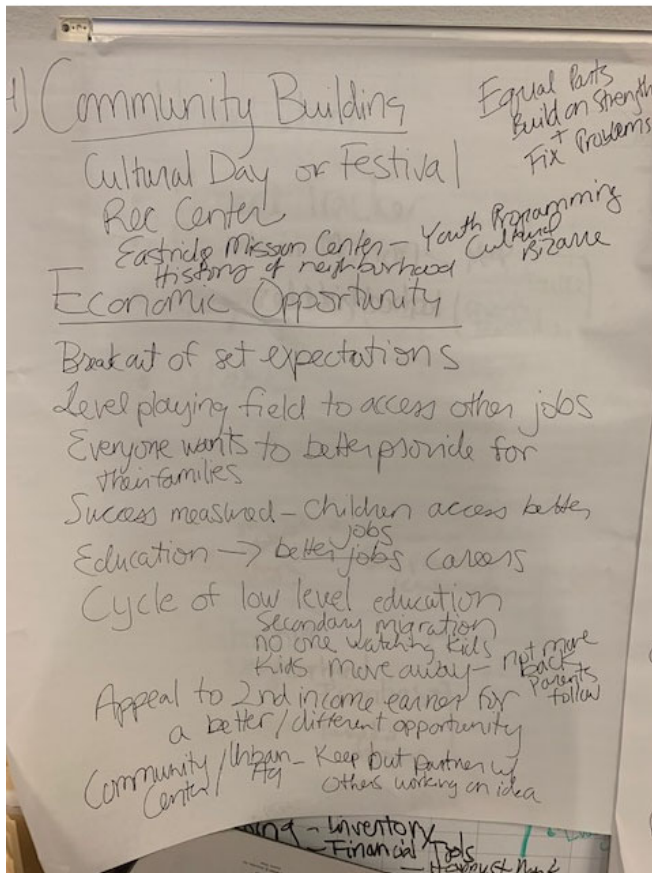 1) Community Building
Equal Parts
Build on Strength
+
Fix Problems
Cultural Day or Festival
Rec Center
Eastridge Mission Center - Youth Programming
Cultural
Bizarre
History of neighborhood
Economic Opportunity
Break out of set expectations
Level playing field to access other jobs
Everyone wants to better provide for
their families
Success measured - Children access better
jobs
Education -> better jobs careers
Cycle of low level education
Secondary migration
no one watching kids
Kids move away - not move
back
Parents
follow
Appeal to 2nd income earner for
a better/different opportunity
Community / Urban - Keep but partner w/
Center / Ag others working on idea
- Inventory
- Financial Tools